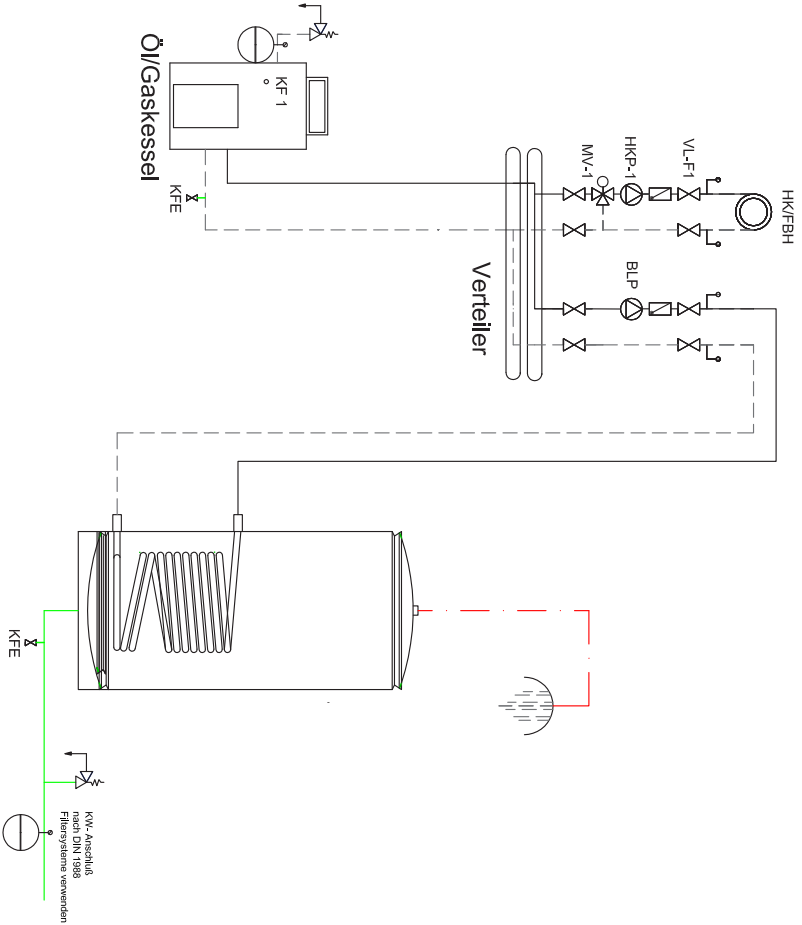 HK/FBH
VL-F1
HKP-1
MV-1
BLP
Verteiler
Öl/Gaskessel
KF 1
KFE
KFE
KW- Anschluß
nach DIN 1988
Filtersysteme verwenden